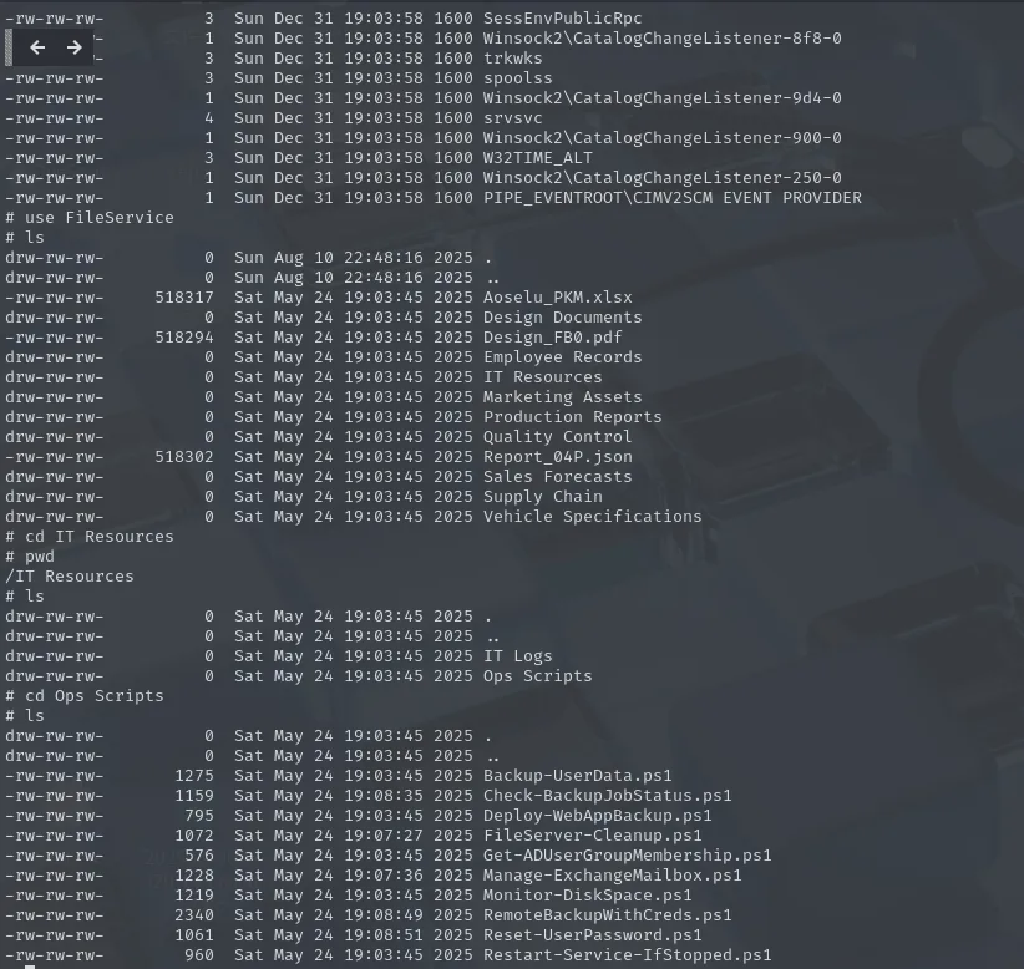 -rw-rw-rw- 3 Sun Dec 31 19:03:58 1600 SessEnvPublicRpc
- 1 Sun Dec 31 19:03:58 1600 Winsock2\CatalogChangeListener-8f8-0
- 3 Sun Dec 31 19:03:58 1600 trkwks
-rw-rw-rw- 3 Sun Dec 31 19:03:58 1600 spoolss
-rw-rw-rw- 1 Sun Dec 31 19:03:58 1600 Winsock2\CatalogChangeListener-9d4-0
-rw-rw-rw- 4 Sun Dec 31 19:03:58 1600 srvsvc
-rw-rw-rw- 1 Sun Dec 31 19:03:58 1600 Winsock2\CatalogChangeListener-900-0
-rw-rw-rw- 3 Sun Dec 31 19:03:58 1600 W32TIME_ALT
-rw-rw-rw- 1 Sun Dec 31 19:03:58 1600 Winsock2\CatalogChangeListener-250-0
-rw-rw-rw- 1 Sun Dec 31 19:03:58 1600 PIPE_EVENTROOT\CIMV2SCM EVENT PROVIDER
# use FileService
# ls
drw-rw-rw- 0 Sun Aug 10 22:48:16 2025 .
drw-rw-rw- 0 Sun Aug 10 22:48:16 2025 ..
-rw-rw-rw- 518317 Sat May 24 19:03:45 2025 Aoselu_PKM.xlsx
drw-rw-rw- 0 Sat May 24 19:03:45 2025 Design Documents
-rw-rw-rw- 518294 Sat May 24 19:03:45 2025 Design_FB0.pdf
drw-rw-rw- 0 Sat May 24 19:03:45 2025 Employee Records
drw-rw-rw- 0 Sat May 24 19:03:45 2025 IT Resources
drw-rw-rw- 0 Sat May 24 19:03:45 2025 Marketing Assets
drw-rw-rw- 0 Sat May 24 19:03:45 2025 Production Reports
drw-rw-rw- 0 Sat May 24 19:03:45 2025 Quality Control
-rw-rw-rw- 518302 Sat May 24 19:03:45 2025 Report_04P.json
drw-rw-rw- 0 Sat May 24 19:03:45 2025 Sales Forecasts
drw-rw-rw- 0 Sat May 24 19:03:45 2025 Supply Chain
drw-rw-rw- 0 Sat May 24 19:03:45 2025 Vehicle Specifications
# cd IT Resources
# pwd
/IT Resources
# ls
drw-rw-rw- 0 Sat May 24 19:03:45 2025 .
drw-rw-rw- 0 Sat May 24 19:03:45 2025 ..
drw-rw-rw- 0 Sat May 24 19:03:45 2025 IT Logs
drw-rw-rw- 0 Sat May 24 19:03:45 2025 Ops Scripts
# cd Ops Scripts
# ls
drw-rw-rw- 0 Sat May 24 19:03:45 2025 .
drw-rw-rw- 0 Sat May 24 19:03:45 2025 ..
-rw-rw-rw- 1275 Sat May 24 19:03:45 2025 Backup-UserData.ps1
-rw-rw-rw- 1159 Sat May 24 19:08:35 2025 Check-BackupJobStatus.ps1
-rw-rw-rw- 795 Sat May 24 19:03:45 2025 Deploy-WebAppBackup.ps1
-rw-rw-rw- 1072 Sat May 24 19:07:27 2025 FileServer-Cleanup.ps1
-rw-rw-rw- 576 Sat May 24 19:03:45 2025 Get-ADUserGroupMembership.ps1
-rw-rw-rw- 1228 Sat May 24 19:07:36 2025 Manage-ExchangeMailbox.ps1
-rw-rw-rw- 1219 Sat May 24 19:03:45 2025 Monitor-DiskSpace.ps1
-rw-rw-rw- 2340 Sat May 24 19:08:49 2025 RemoteBackupWithCreds.ps1
-rw-rw-rw- 1061 Sat May 24 19:08:51 2025 Reset-UserPassword.ps1
-rw-rw-rw- 960 Sat May 24 19:03:45 2025 Restart-Service-IfStopped.ps1